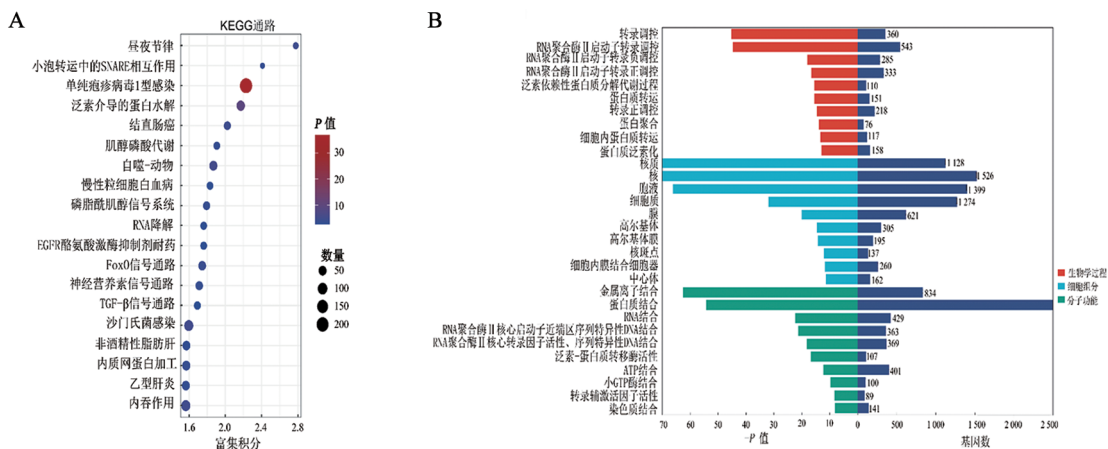 A
KEGG通路
昼夜节律
小泡转运中的SNARE相互作用
单纯疱疹病毒1型感染
泛素介导的蛋白水解
结直肠癌
肌醇磷酸代谢
自噬-动物
慢性粒细胞白血病
磷脂酰肌醇信号系统
RNA降解
EGFR酪氨酸激酶抑制剂耐药
FoxO信号通路
神经营养素信号通路
TGF-β信号通路
沙门氏菌感染
非酒精性脂肪肝
内质网蛋白加工
乙型肝炎
内吞作用
1.6 2.0 2.4 2.8
富集积分
P 值
30
20
10
数量
50
100
150
200
B
转录调控 360
RNA聚合酶Ⅱ启动子转录调控 543
RNA聚合酶Ⅱ启动子转录负调控 285
RNA聚合酶Ⅱ启动子转录正调控 333
泛素依赖性蛋白质分解代谢过程 110
蛋白质转运 151
转录正调控 218
蛋白聚合 76
细胞内蛋白质转运 117
蛋白质泛素化 158
核质 1 128
核 1 526
胞液 1 399
细胞质 1 274
膜 621
高尔基体 305
高尔基体膜 195
核斑点 137
细胞内膜结合细胞器 260
中心体 162
金属离子结合 834
蛋白质结合
RNA结合 429
RNA聚合酶Ⅱ核心启动子近端区序列特异性DNA结合 363
RNA聚合酶Ⅱ核心转录因子活性、序列特异性DNA结合 369
泛素-蛋白质转移酶活性 107
ATP结合 401
小GTP酶结合 100
转录辅激活因子活性 89
染色质结合 141
70 60 50 40 30 20 10 0 500 1 000 1 500 2 000 2 500
-P 值 基因数
生物学过程
细胞组分
分子功能